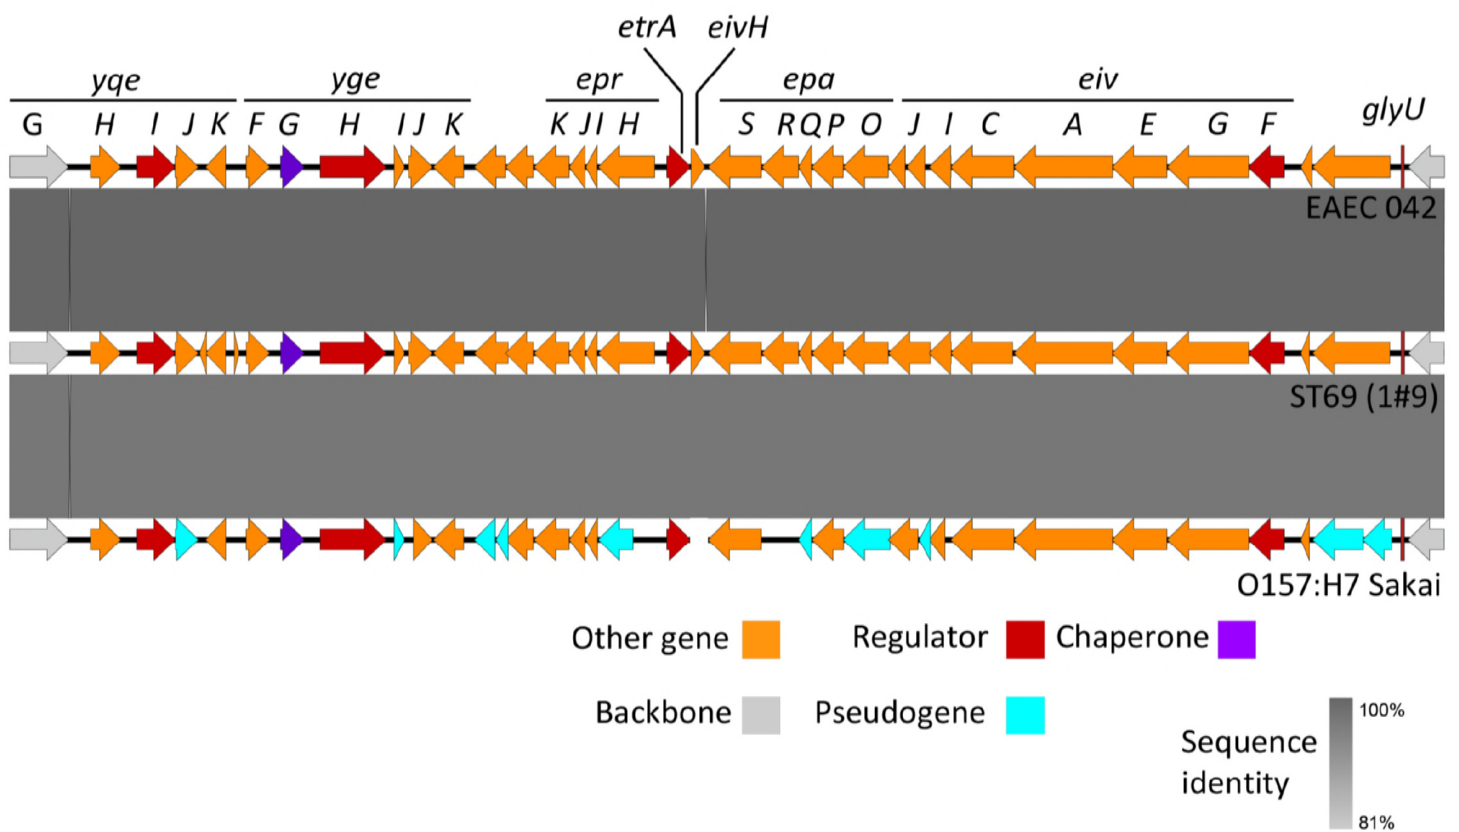 etrA eivH
yqe yge epr epa eiv
glyU
G H I J K F G H I J K K J I H S R Q P O J I C A E G F
EAEC 042
ST69 (1#9)
O157:H7 Sakai
Other gene Regulator Chaperone
Backbone Pseudogene
100%
Sequence
identity
81%